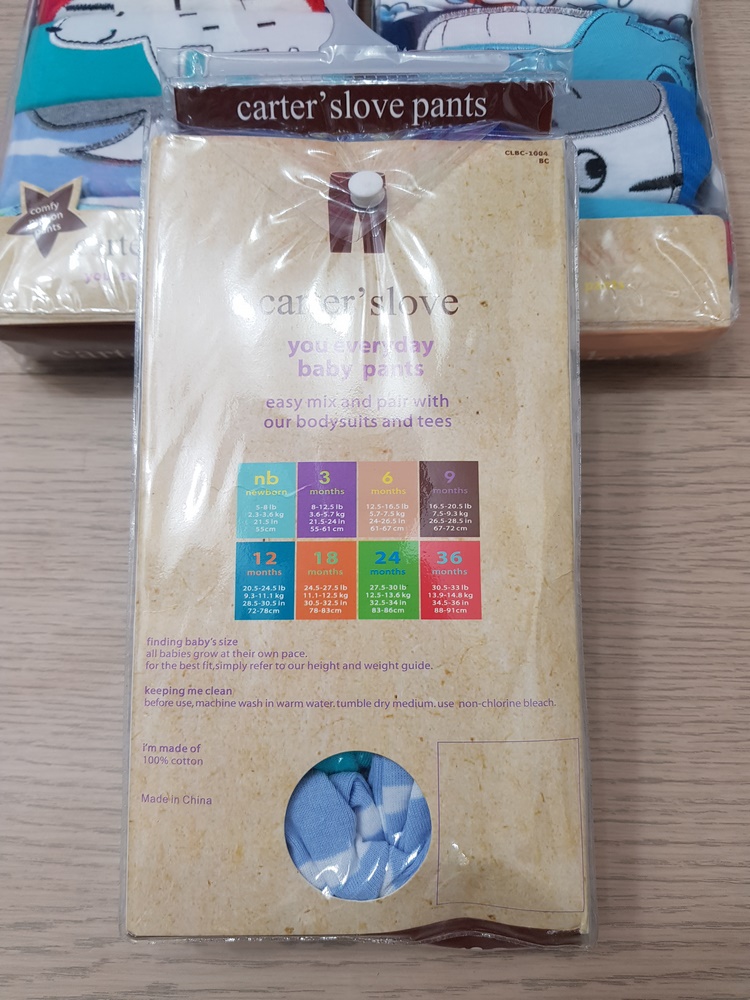 carter'slove pants
CLBC-1004
BC
comfy
cotton
pants
carter'slove
you everyday
baby pants
easy mix and pair with
our bodysuits and tees
nb
newborn
5-8 lb
2.3-3.6 kg
21.5 in
55cm
3
months
8-12.5 lb
3.6-5.7 kg
21.5-24 in
55-61 cm
6
months
12.5-16.5 lb
5.7-7.5 kg
24-26.5 in
61-67 cm
9
months
16.5-20.5 lb
7.5-9.3 kg
26.5-28.5 in
67-72 cm
12
months
20.5-24.5 lb
9.3-11.1 kg
28.5-30.5 in
72-78cm
18
months
24.5-27.5 lb
11.1-12.5 kg
30.5-32.5 in
78-83cm
24
months
27.5-30 lb
12.5-13.6 kg
32.5-34 in
83-86cm
36
months
30.5-33 lb
13.9-14.8 kg
34.5-36 in
88-91cm
finding baby's size
all babies grow at their own pace.
for the best fit,simply refer to our height and weight guide.
keeping me clean
before use, machine wash in warm water. tumble dry medium. use non-chlorine bleach.
i'm made of
100% cotton
Made in China